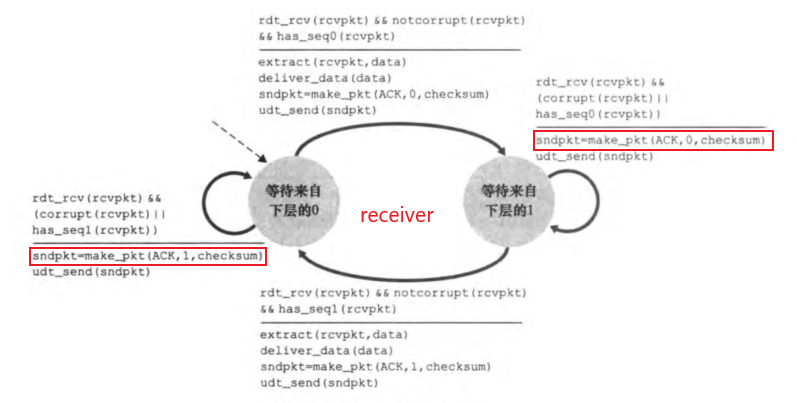 rdt_rcv(rcvpkt) && notcorrupt(rcvpkt)
&& has_seq0(rcvpkt)
extract(rcvpkt,data)
deliver_data(data)
sndpkt=make_pkt(ACK,0,checksum)
udt_send(sndpkt)
rdt_rcv(rcvpkt) &&
(corrupt(rcvpkt)||
has_seq0(rcvpkt))
sndpkt=make_pkt(ACK,0,checksum)
udt_send(sndpkt)
等待来自
下层的0
receiver
等待来自
下层的1
rdt_rcv(rcvpkt) &&
(corrupt(rcvpkt)||
has_seq1(rcvpkt))
sndpkt=make_pkt(ACK,1,checksum)
udt_send(sndpkt)
rdt_rcv(rcvpkt) && notcorrupt(rcvpkt)
&& has_seq1(rcvpkt)
extract(rcvpkt,data)
deliver_data(data)
sndpkt=make_pkt(ACK,1,checksum)
udt_send(sndpkt)